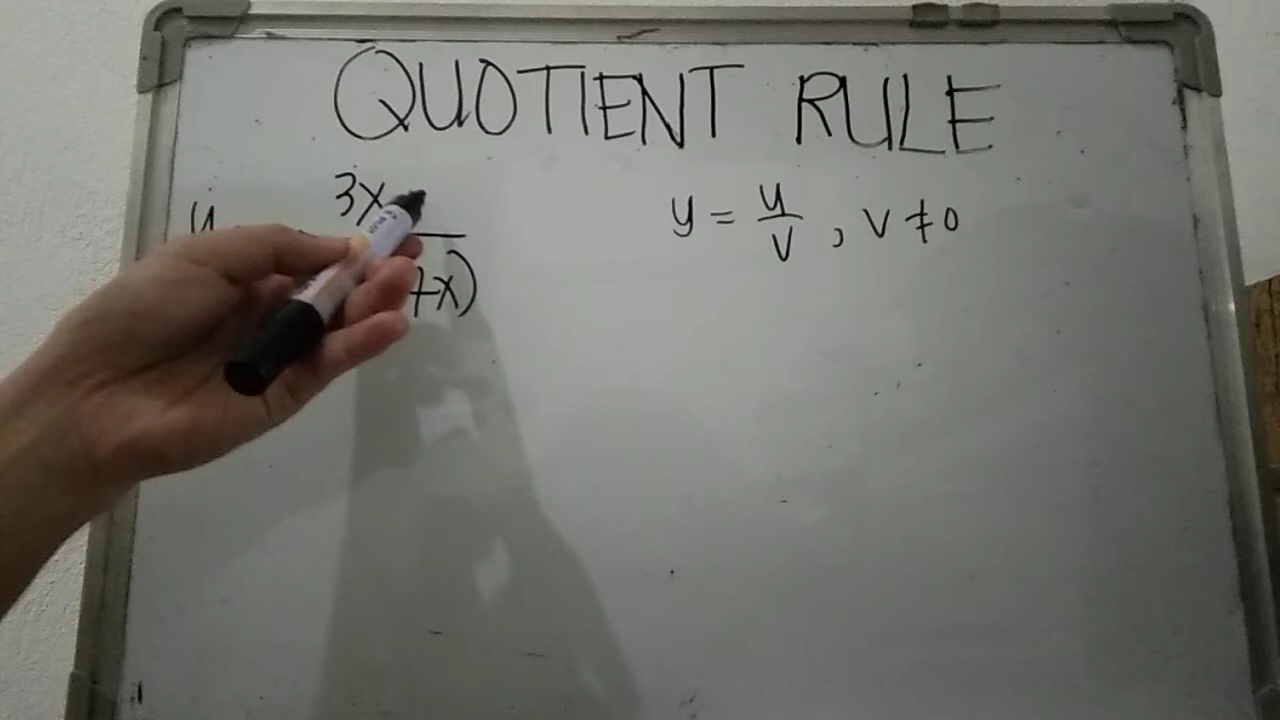 QUOTIENT RULE
y 3x
+x)
y = u/v , v ≠ 0